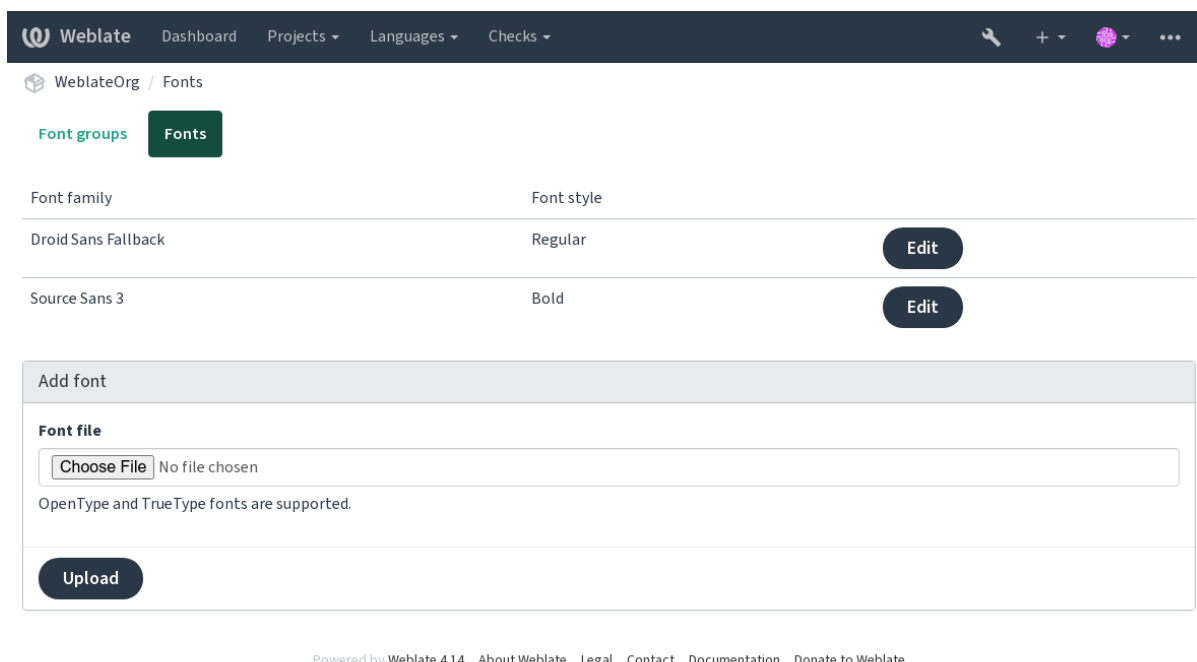 Weblate Dashboard Projects Languages Checks
WeblateOrg / Fonts
Font groups Fonts
Font family Font style
Droid Sans Fallback Regular Edit
Source Sans 3 Bold Edit
Add font
Font file
Choose File No file chosen
OpenType and TrueType fonts are supported.
Upload
Powered by Weblate 4.14 About Weblate Legal Contact Documentation Donate to Weblate